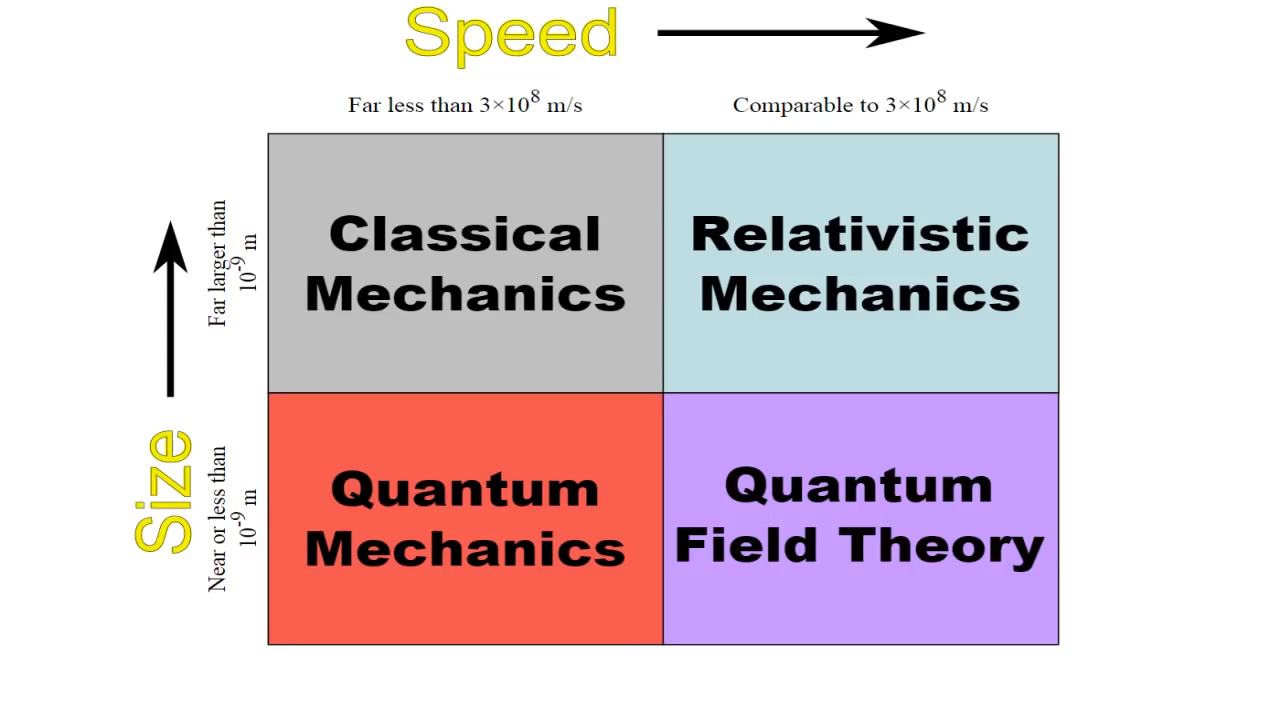 Speed
Far less than 3×10⁸ m/s
Comparable to 3×10⁸ m/s
Far larger than
10⁻⁹ m
Classical
Mechanics
Relativistic
Mechanics
Size
Near or less than
10⁻⁹ m
Quantum
Mechanics
Quantum
Field Theory